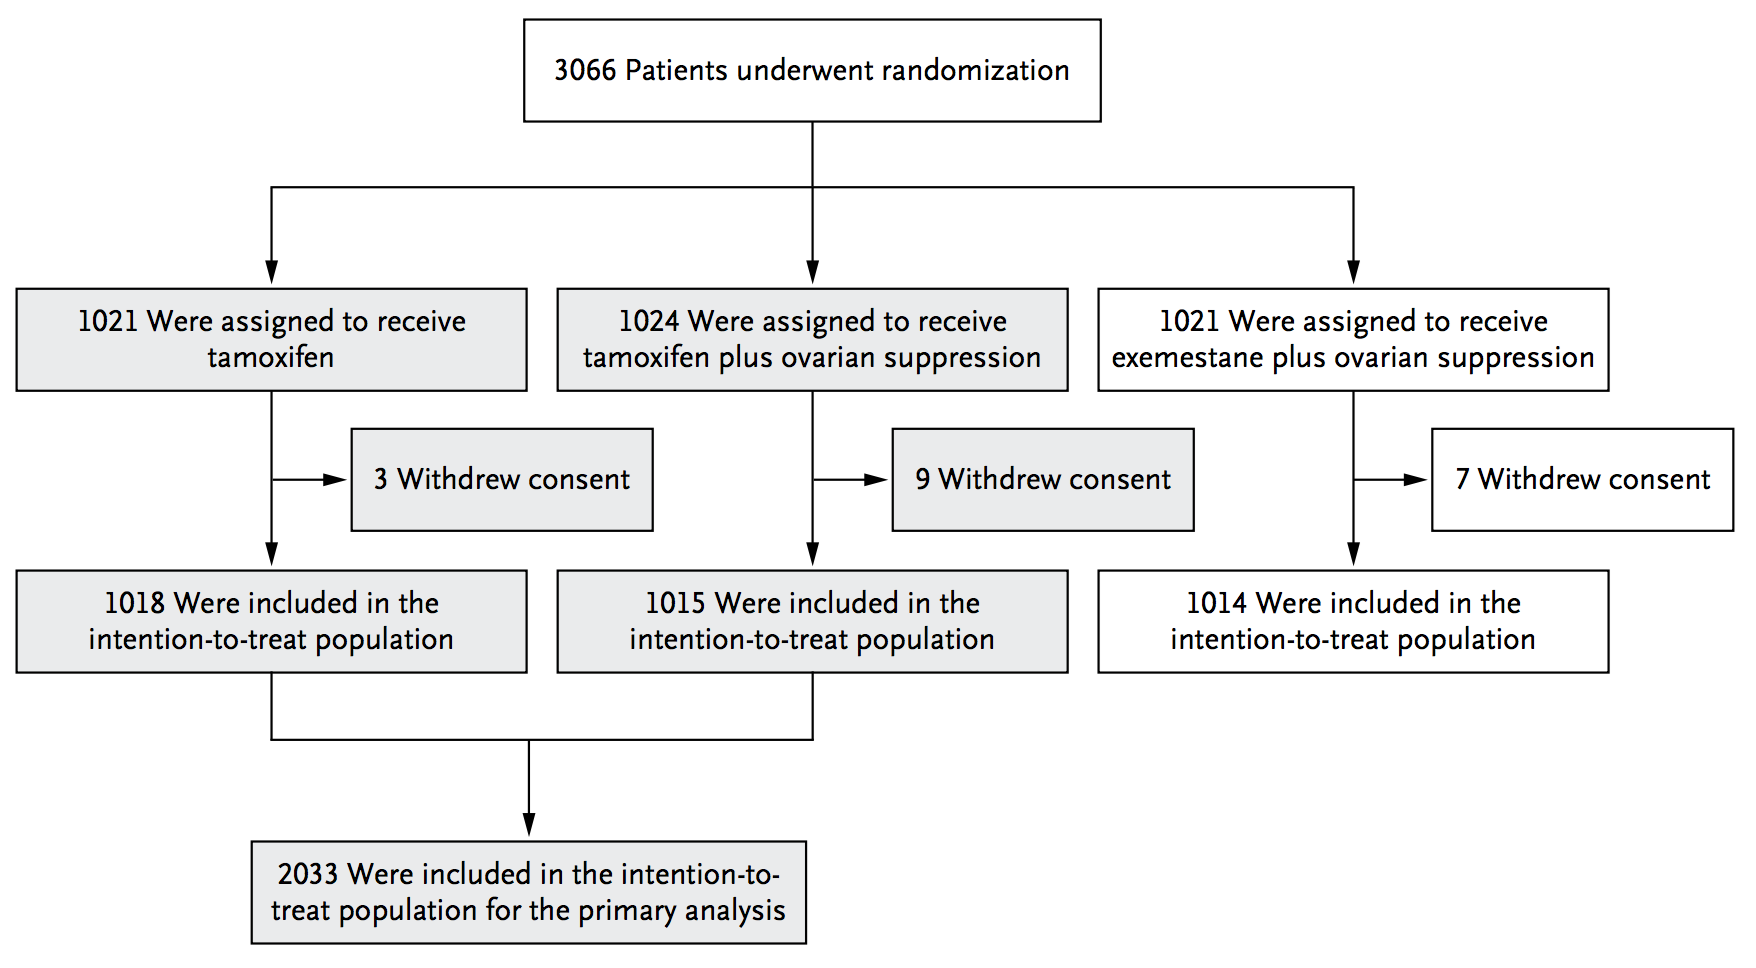 3066 Patients underwent randomization
1021 Were assigned to receive
tamoxifen
1024 Were assigned to receive
tamoxifen plus ovarian suppression
1021 Were assigned to receive
exemestane plus ovarian suppression
3 Withdrew consent
9 Withdrew consent
7 Withdrew consent
1018 Were included in the
intention-to-treat population
1015 Were included in the
intention-to-treat population
1014 Were included in the
intention-to-treat population
2033 Were included in the intention-to-
treat population for the primary analysis